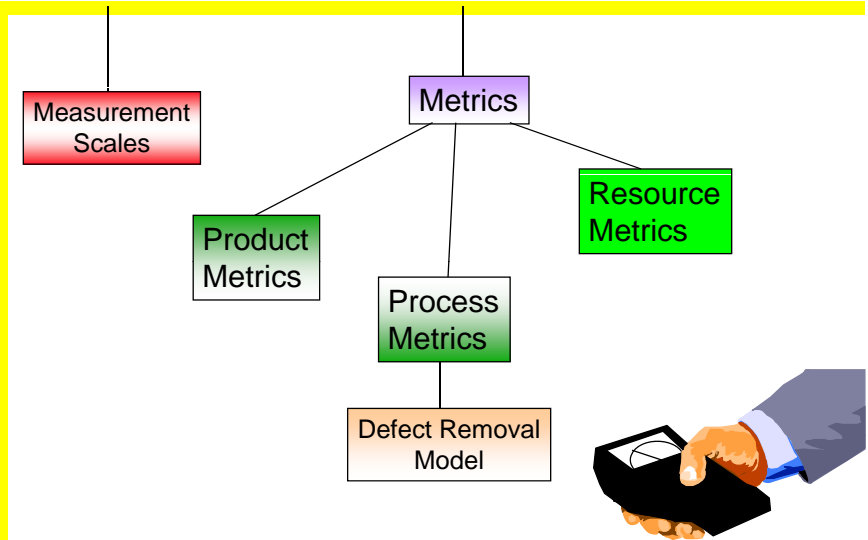 Measurement
Scales
Metrics
Resource
Metrics
Product
Metrics
Process
Metrics
Defect Removal
Model